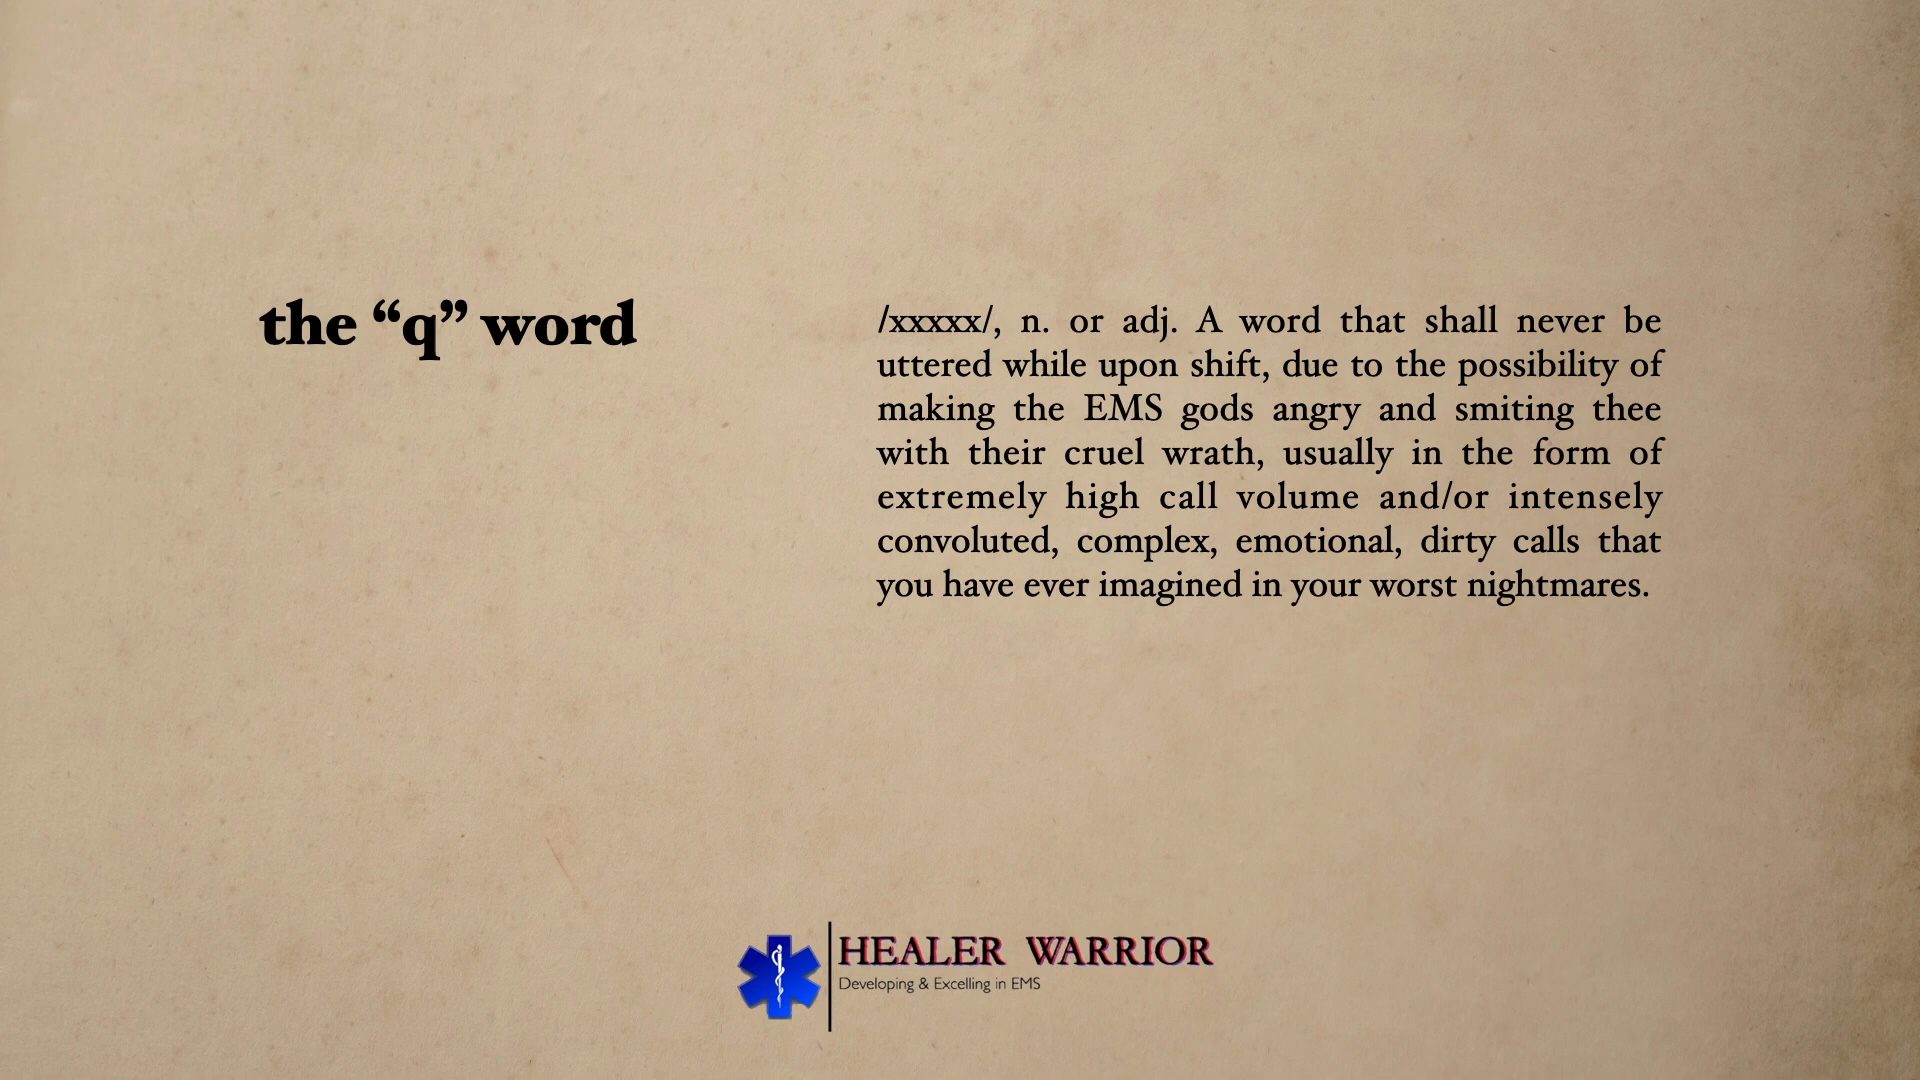 the “q” word
/xxxxx/, n. or adj. A word that shall never be
uttered while upon shift, due to the possibility of
making the EMS gods angry and smiting thee
with their cruel wrath, usually in the form of
extremely high call volume and/or intensely
convoluted, complex, emotional, dirty calls that
you have ever imagined in your worst nightmares.
HEALER WARRIOR
Developing & Excelling in EMS